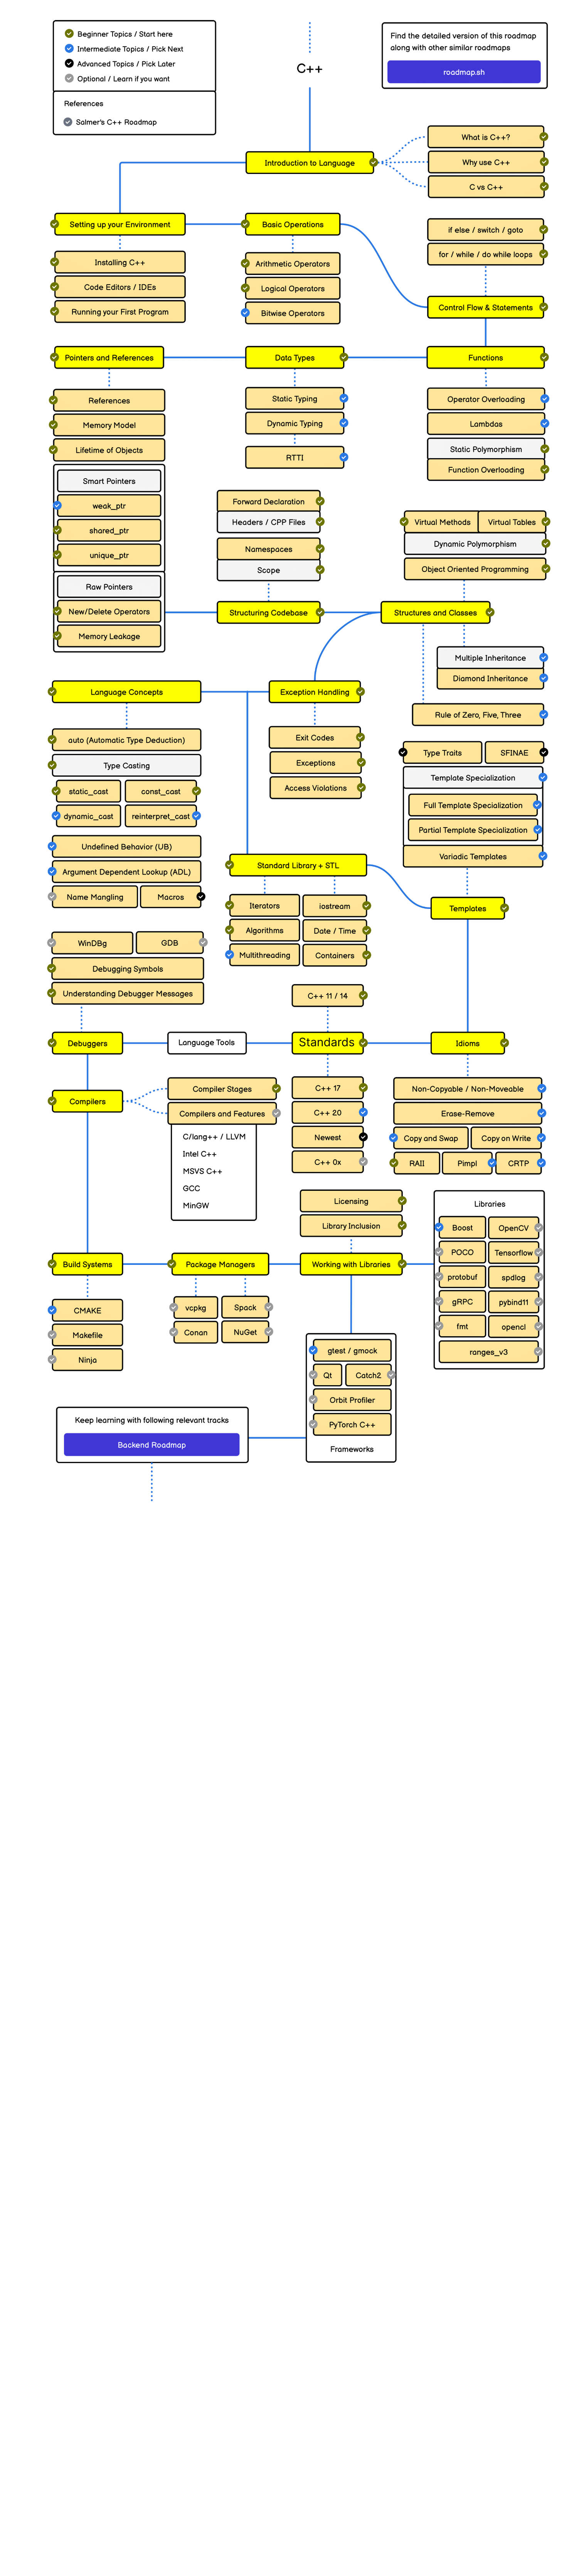 Beginner Topics / Start here
Intermediate Topics / Pick Next
Advanced Topics / Pick Later
Optional / Learn if you want
References
Salmer's C++ Roadmap
C++
Find the detailed version of this roadmap
along with other similar roadmaps
roadmap.sh
Introduction to Language
What is C++?
Why use C++
C vs C++
Setting up your Environment
Installing C++
Code Editors / IDEs
Running your First Program
Basic Operations
Arithmetic Operators
Logical Operators
Bitwise Operators
if else / switch / goto
for / while / do while loops
Control Flow & Statements
Pointers and References
Data Types
Functions
References
Memory Model
Lifetime of Objects
Smart Pointers
weak_ptr
shared_ptr
unique_ptr
Raw Pointers
New/Delete Operators
Memory Leakage
Static Typing
Dynamic Typing
RTTI
Operator Overloading
Lambdas
Static Polymorphism
Function Overloading
Forward Declaration
Headers / CPP Files
Namespaces
Scope
Structuring Codebase
Virtual Methods
Virtual Tables
Dynamic Polymorphism
Object Oriented Programming
Structures and Classes
Multiple Inheritance
Diamond Inheritance
Rule of Zero, Five, Three
Language Concepts
Exception Handling
auto (Automatic Type Deduction)
Type Casting
static_cast
const_cast
dynamic_cast
reinterpret_cast
Undefined Behavior (UB)
Argument Dependent Lookup (ADL)
Name Mangling
Macros
Exit Codes
Exceptions
Access Violations
Type Traits
SFINAE
Template Specialization
Full Template Specialization
Partial Template Specialization
Variadic Templates
Templates
Standard Library + STL
Iterators
iostream
Algorithms
Date / Time
Multithreading
Containers
WinDBg
GDB
Debugging Symbols
Understanding Debugger Messages
C++ 11 / 14
Debuggers
Language Tools
Standards
Idioms
Compilers
Compiler Stages
Compilers and Features
C/lang++ / LLVM
Intel C++
MSVS C++
GCC
MinGW
C++ 17
C++ 20
Newest
C++ 0x
Non-Copyable / Non-Moveable
Erase-Remove
Copy and Swap
Copy on Write
RAII
Pimpl
CRTP
Licensing
Library Inclusion
Build Systems
Package Managers
Working with Libraries
Libraries
Boost
OpenCV
POCO
Tensorflow
protobuf
spdlog
gRPC
pybind11
fmt
opencl
ranges_v3
CMAKE
Makefile
Ninja
vcpkg
Spack
Conan
NuGet
gtest / gmock
Qt
Catch2
Orbit Profiler
PyTorch C++
Frameworks
Keep learning with following relevant tracks
Backend Roadmap